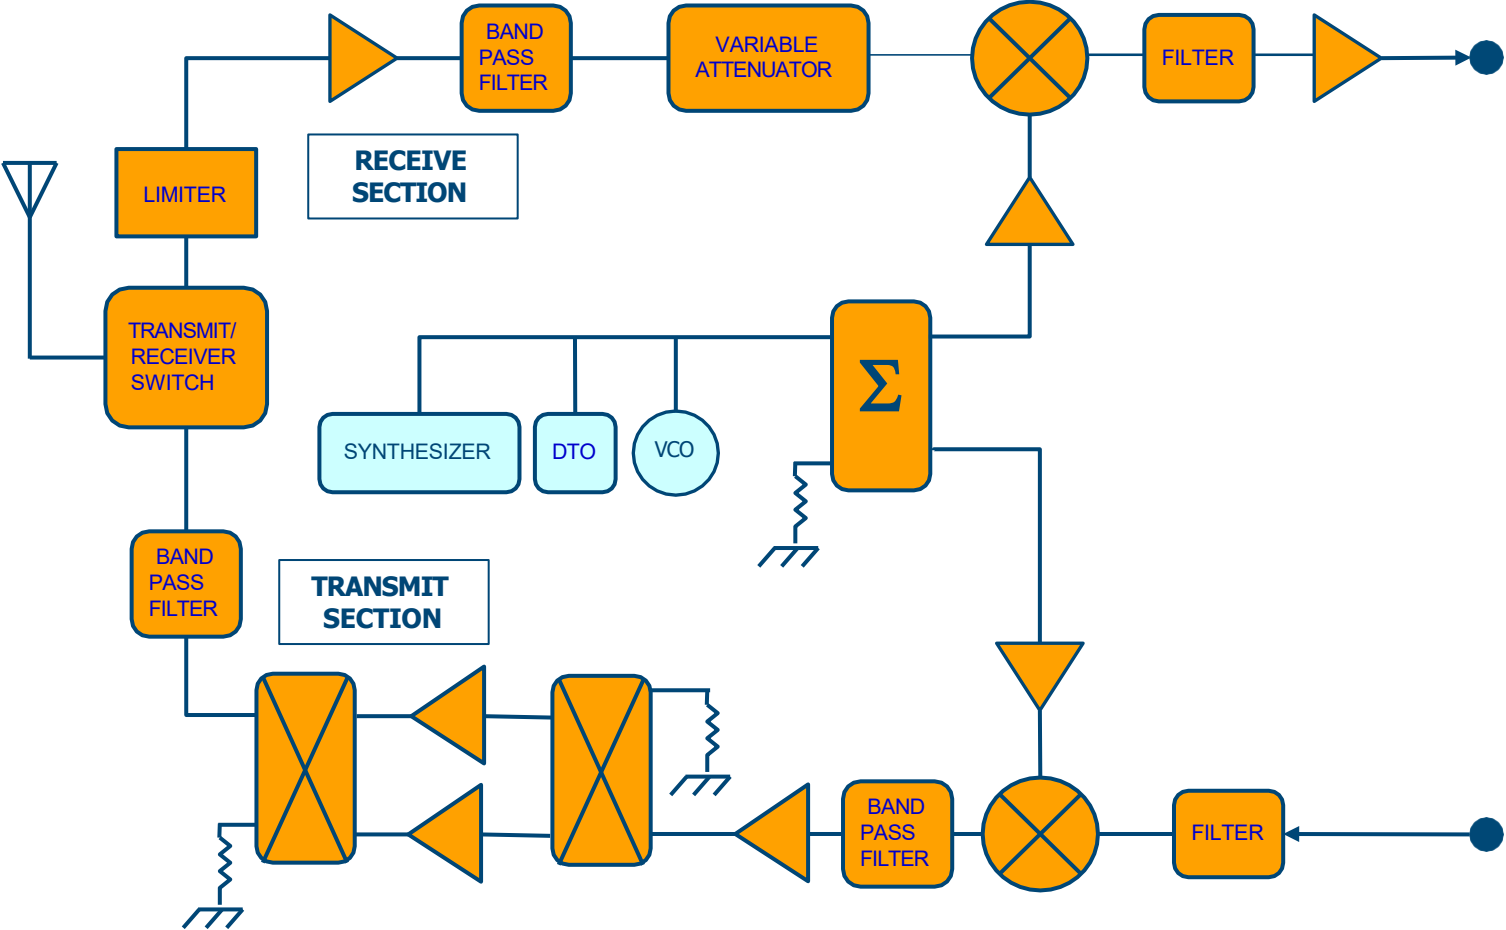 BAND
PASS
FILTER
VARIABLE
ATTENUATOR
FILTER
RECEIVE
SECTION
LIMITER
TRANSMIT/
RECEIVER
SWITCH
Σ
SYNTHESIZER
DTO
VCO
BAND
PASS
FILTER
TRANSMIT
SECTION
BAND
PASS
FILTER
FILTER